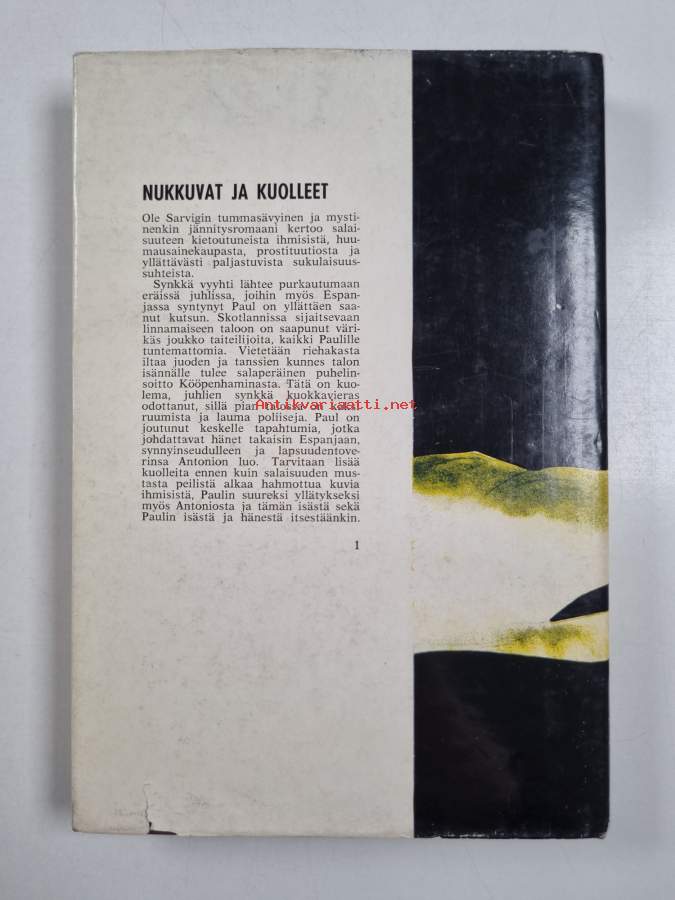 NUKKUVAT JA KUOLLEET
Ole Sarvigin tummasävyinen ja mysti-
nenkin jännitysromaani kertoo salai-
suuteen kietoutuneista ihmisistä, huu-
mausainekaupasta, prostituutiosta ja
yllättävästi paljastuvista sukulaisuus-
suhteista.
Synkkä vyyhti lähtee purkautumaan
eräissä juhlissa, joihin myös Espan-
jassa syntynyt Paul on yllättäen saa-
nut kutsun. Skotlannissa sijaitsevaan
linnamaiseen taloon on saapunut väri-
käs joukko taiteilijoita, kaikki Paulille
tuntemattomia. Vietetään riehakasta
iltaa juoden ja tanssien kunnes talon
isännälle tulee salaperäinen puhelin-
soitto Kööpenhaminasta. Tätä on kuo-
lema, juhlien synkkä kuokkavieras
odottanut, sillä pian talossa on kaksi
ruumista ja lauma poliiseja. Paul on
joutunut keskelle tapahtumia, jotka
johdattavat hänet takaisin Espanjaan,
synnyinseudulleen ja lapsuudentove-
rinsa Antonion luo. Tarvitaan lisää
kuolleita ennen kuin salaisuuden mus-
tasta peilistä alkaa hahmottua kuvia
ihmisistä, Paulin suureksi yllätykseksi
myös Antoniosta ja tämän isästä sekä
Paulin isästä ja hänestä itsestäänkin.
1
Antikvariaatti.net